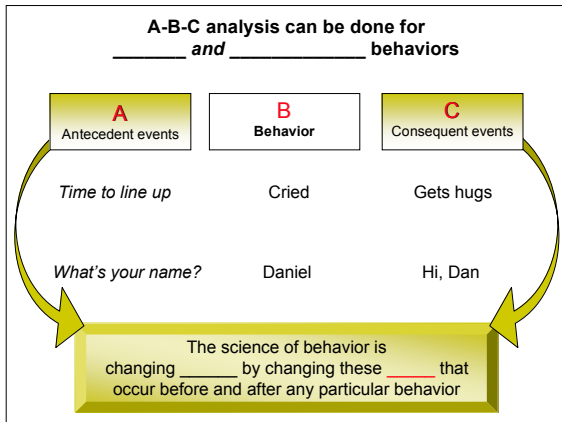 A-B-C analysis can be done for
_______ and _____________ behaviors
A
Antecedent events
B
Behavior
C
Consequent events
Time to line up
Cried
Gets hugs
What's your name?
Daniel
Hi, Dan
The science of behavior is
changing ______ by changing these _____ that
occur before and after any particular behavior